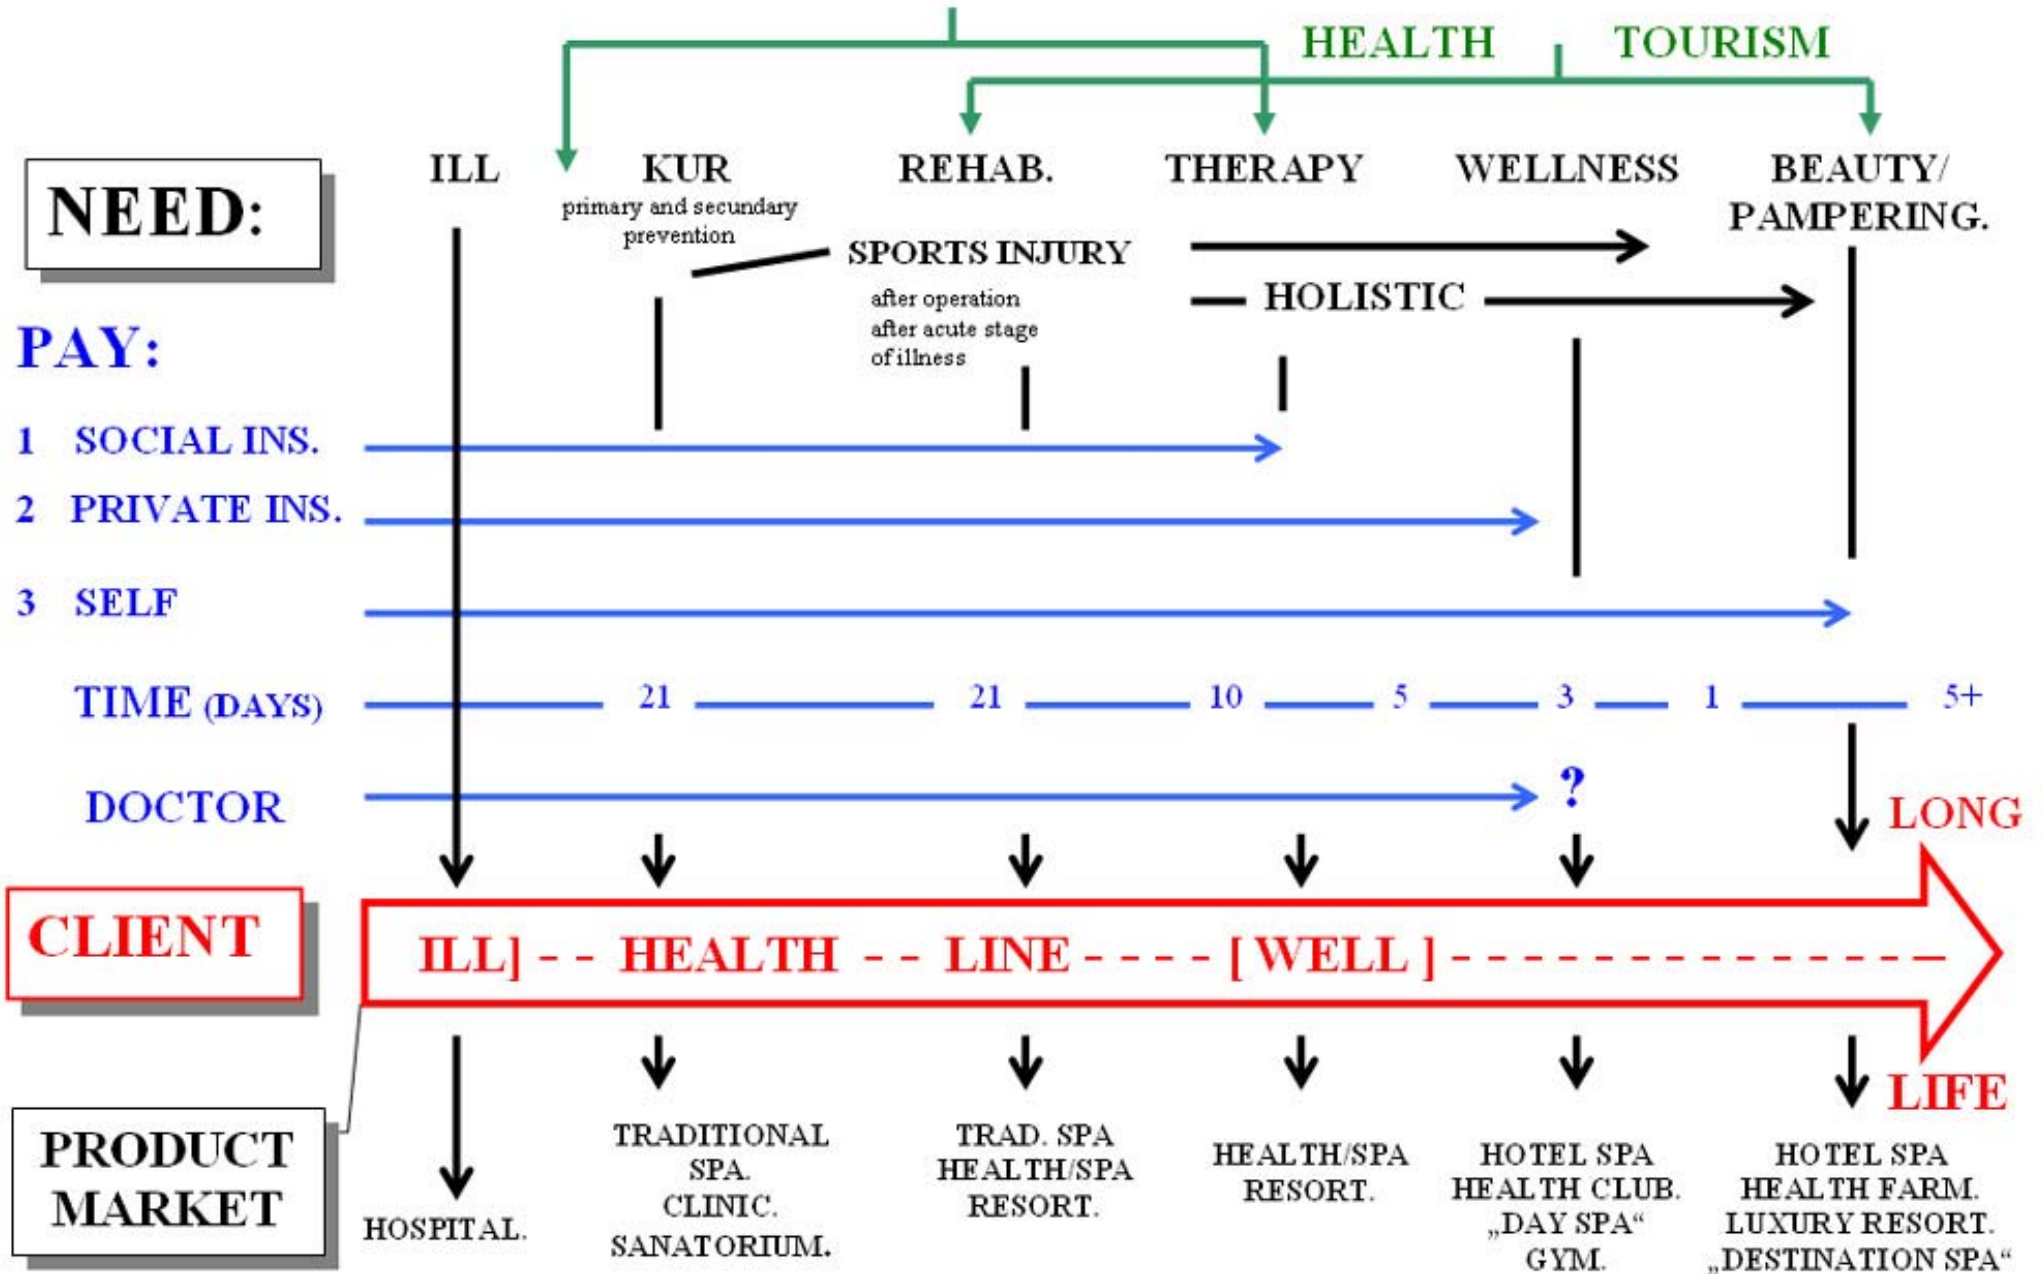 HEALTH TOURISM
ILL KUR REHAB. THERAPY WELLNESS BEAUTY/
PAMPERING.
NEED:
primary and secundary
prevention
SPORTS INJURY
HOLISTIC
after operation
after acute stage
of illness
PAY:
1 SOCIAL INS.
2 PRIVATE INS.
3 SELF
TIME (DAYS) 21 21 10 5 3 1 5+
DOCTOR ?
LONG
CLIENT
ILL] - - HEALTH - - LINE - - - - [ WELL ] - - - - - - - - - - - - - - -
LIFE
PRODUCT
MARKET
HOSPITAL.
TRADITIONAL
SPA.
CLINIC.
SANATORIUM.
TRAD. SPA
HEALTH/SPA
RESORT.
HEALTH/SPA
RESORT.
HOTEL SPA
HEALTH CLUB.
„DAY SPA“
GYM.
HOTEL SPA
HEALTH FARM.
LUXURY RESORT.
„DESTINATION SPA“